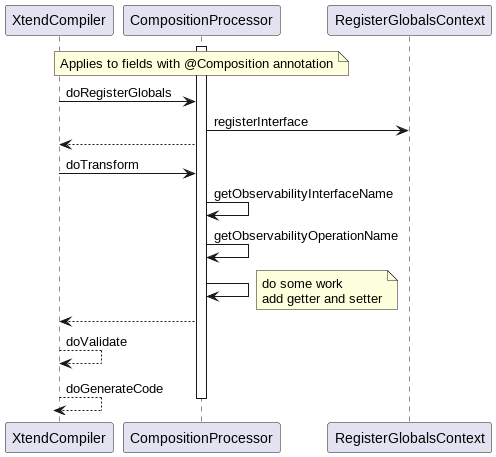 XtendCompiler
CompositionProcessor
RegisterGlobalsContext
Applies to fields with @Composition annotation
doRegisterGlobals
registerInterface
doTransform
getObservabilityInterfaceName
getObservabilityOperationName
do some work
add getter and setter
doValidate
doGenerateCode
XtendCompiler
CompositionProcessor
RegisterGlobalsContext